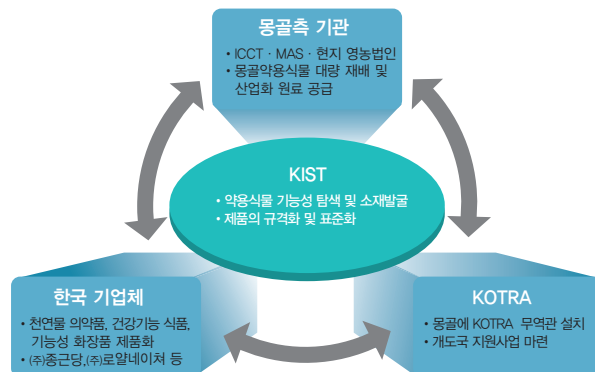 몽골측 기관
• ICCT · MAS · 현지 영농법인
• 몽골약용식물 대량 재배 및
산업화 원료 공급
KIST
• 약용식물 기능성 탐색 및 소재발굴
• 제품의 규격화 및 표준화
한국 기업체
• 천연물 의약품, 건강기능 식품,
기능성 화장품 제품화
• (주)종근당,(주)로얄네이쳐 등
KOTRA
• 몽골에 KOTRA 무역관 설치
• 개도국 지원사업 마련